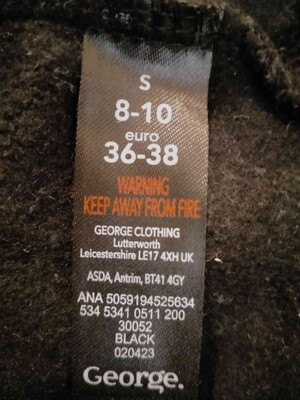 S
8-10
euro
36-38
WARNING
KEEP AWAY FROM FIRE
GEORGE CLOTHING
Lutterworth
Leicestershire LE17 4XH UK
ASDA, Antrim, BT41 4GY
ANA 5059194525634
534 5341 0511 200
30052
BLACK
020423
George.